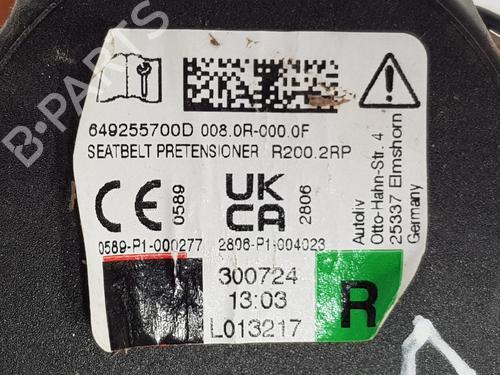 649255700D 008.0R-000.0F
SEATBELT PRETENSIONER R200.2RP
CE 0589
UK
CA 2806
0589-P1-000277 2806-P1-004023
300724
13:03
L013217
R
Autoliv
Otto-Hahn-Str. 4
25337 Elmshorn
Germany
B-PARTS